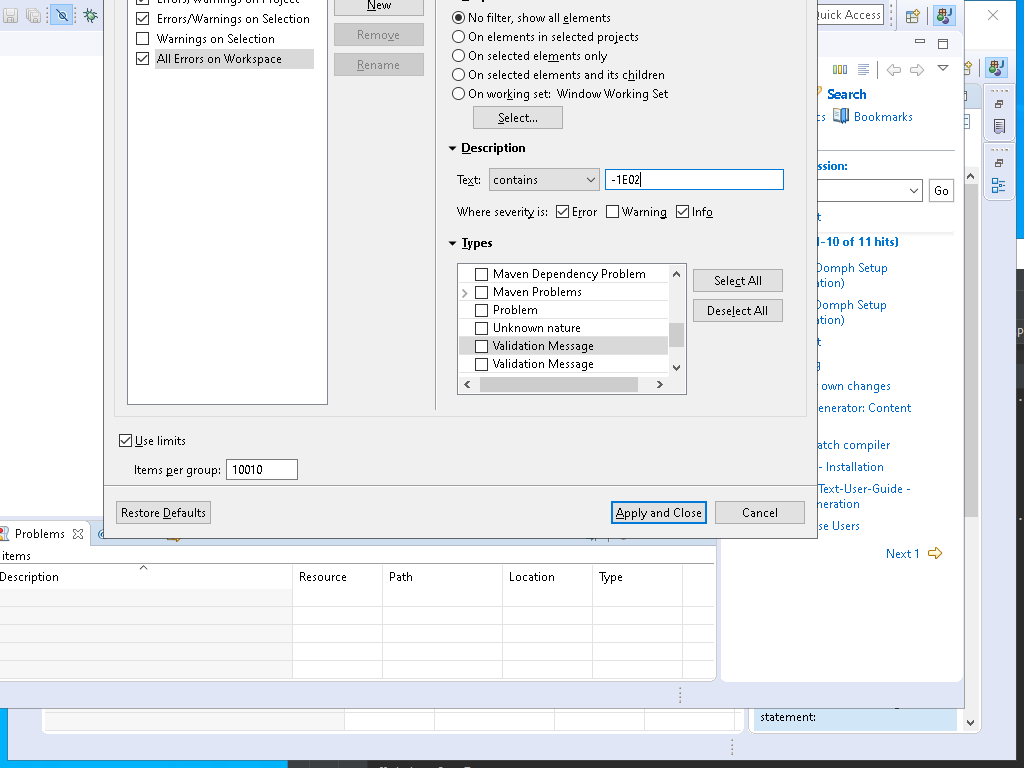 New
Errors/Warnings on Project
No filter, show all elements
Quick Access
Errors/Warnings on Selection
Remove
On elements in selected projects
Warnings on Selection
On selected elements only
All Errors on Workspace
Rename
On selected elements and its children
On working set: Window Working Set
Search
Select...
Bookmarks
Description
ssion:
Text:
contains
-1E02
Go
Where severity is:
Error
Warning
Info
Types
-10 of 11 hits)
Maven Dependency Problem
Select All
Domph Setup
Maven Problems
ation)
Problem
Deselect All
Domph Setup
Unknown nature
ation)
Validation Message
Validation Message
own changes
enerator: Content
Use limits
atch compiler
Items per group:
10010
- Installation
Text-User-Guide -
neration
Restore Defaults
Apply and Close
Cancel
se Users
Problems
items
Next 1
Description
Resource
Path
Location
Type
statement: